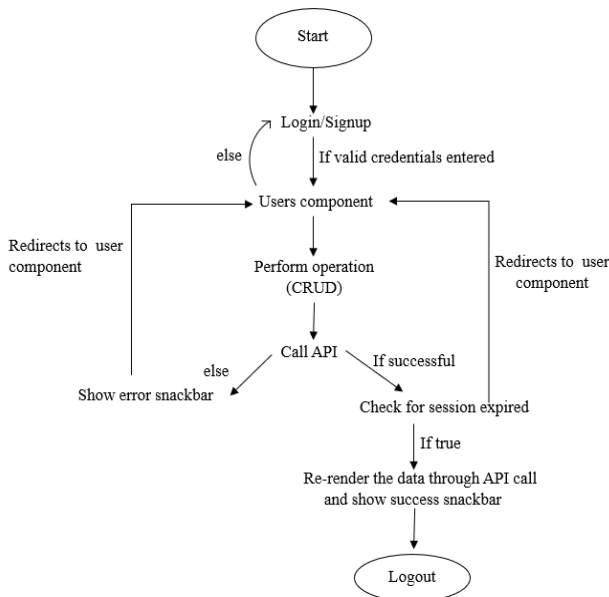 Start
Login/Signup
else
If valid credentials entered
Users component
Redirects to  user
component
Redirects to  user
component
Perform operation
(CRUD)
Call API
else
If successful
Show error snackbar
Check for session expired
If true
Re-render the data through API call
and show success snackbar
Logout